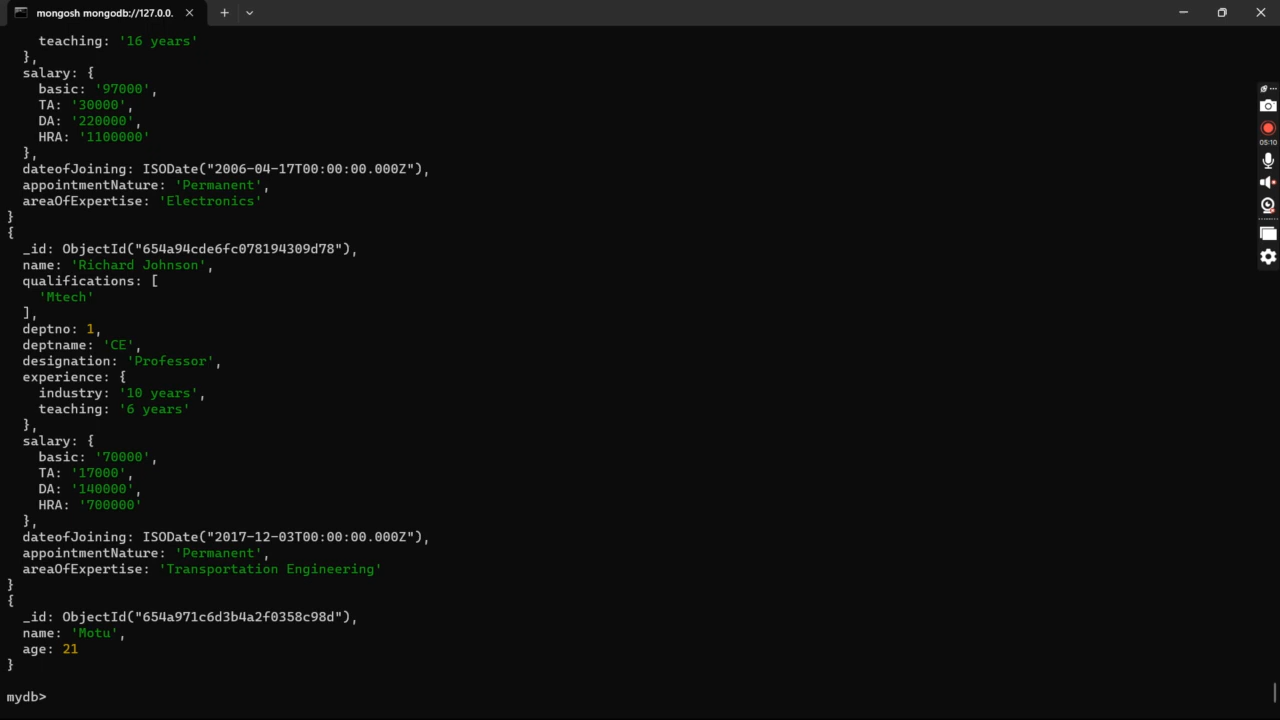 mongosh mongodb://127.0.0.
teaching: '16 years'
},
salary: {
basic: '97000',
TA: '30000',
DA: '220000',
HRA: '1100000'
},
dateofJoining: ISODate("2006-04-17T00:00:00.000Z"),
appointmentNature: 'Permanent',
areaOfExpertise: 'Electronics'
}
{
_id: ObjectId("654a94cde6fc078194309d78"),
name: 'Richard Johnson',
qualifications: [
'Mtech'
],
deptno: 1,
deptname: 'CE',
designation: 'Professor',
experience: {
industry: '10 years',
teaching: '6 years'
},
salary: {
basic: '70000',
TA: '17000',
DA: '140000',
HRA: '700000'
},
dateofJoining: ISODate("2017-12-03T00:00:00.000Z"),
appointmentNature: 'Permanent',
areaOfExpertise: 'Transportation Engineering'
}
{
_id: ObjectId("654a971c6d3b4a2f0358c98d"),
name: 'Motu',
age: 21
}
mydb>
05:10